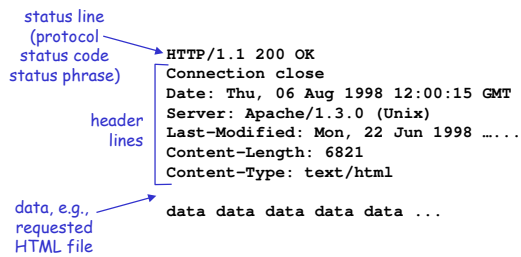 status line
(protocol
status code
status phrase)
HTTP/1.1 200 OK
Connection close
Date: Thu, 06 Aug 1998 12:00:15 GMT
Server: Apache/1.3.0 (Unix)
Last-Modified: Mon, 22 Jun 1998 …...
Content-Length: 6821
Content-Type: text/html
header
lines
data, e.g.,
requested
HTML file
data data data data data ...